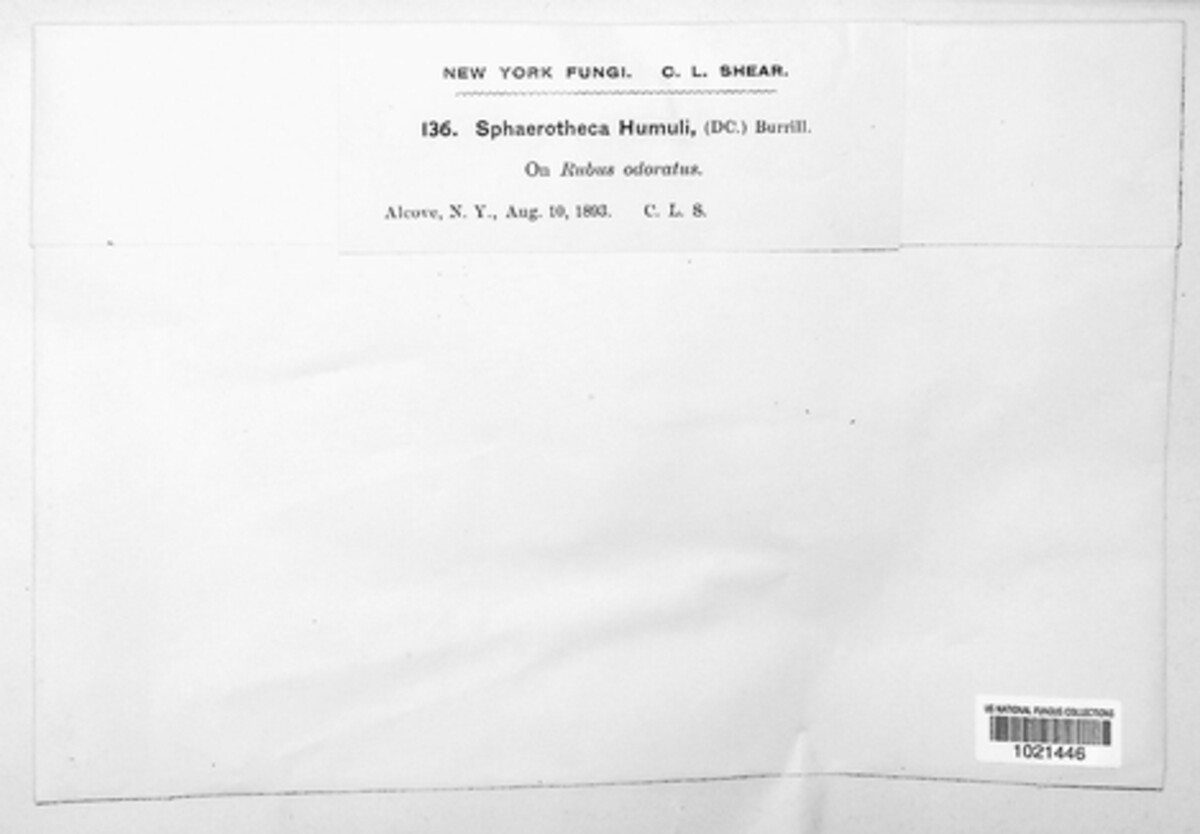 NEW YORK FUNGI. C. L. SHEAR.
136. Sphaerotheca Humuli, (DC.) Burrill.
On Rubus odoratus.
Alcove, N. Y., Aug. 10, 1893. C. L. S.
US NATIONAL FUNGUS COLLECTIONS
1021446